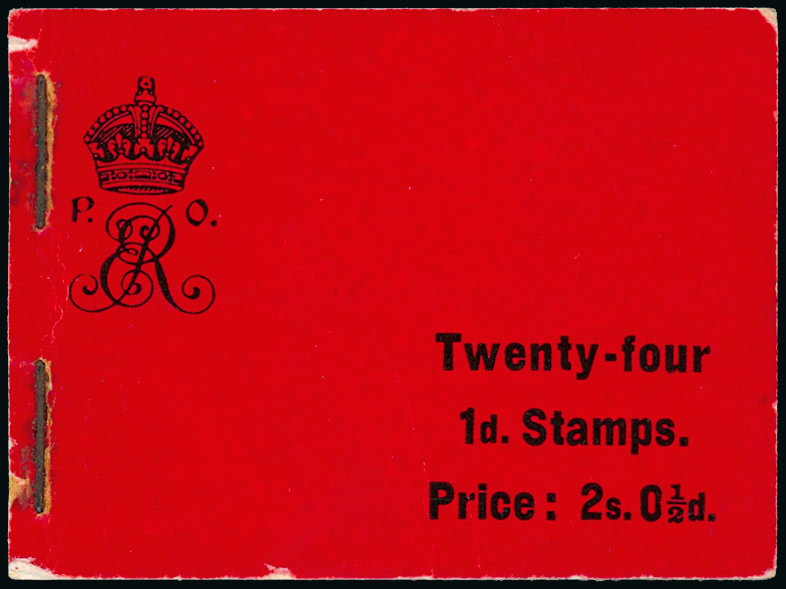 P. O.
ER
Twenty-four
1d. Stamps.
Price: 2s. 0½d.